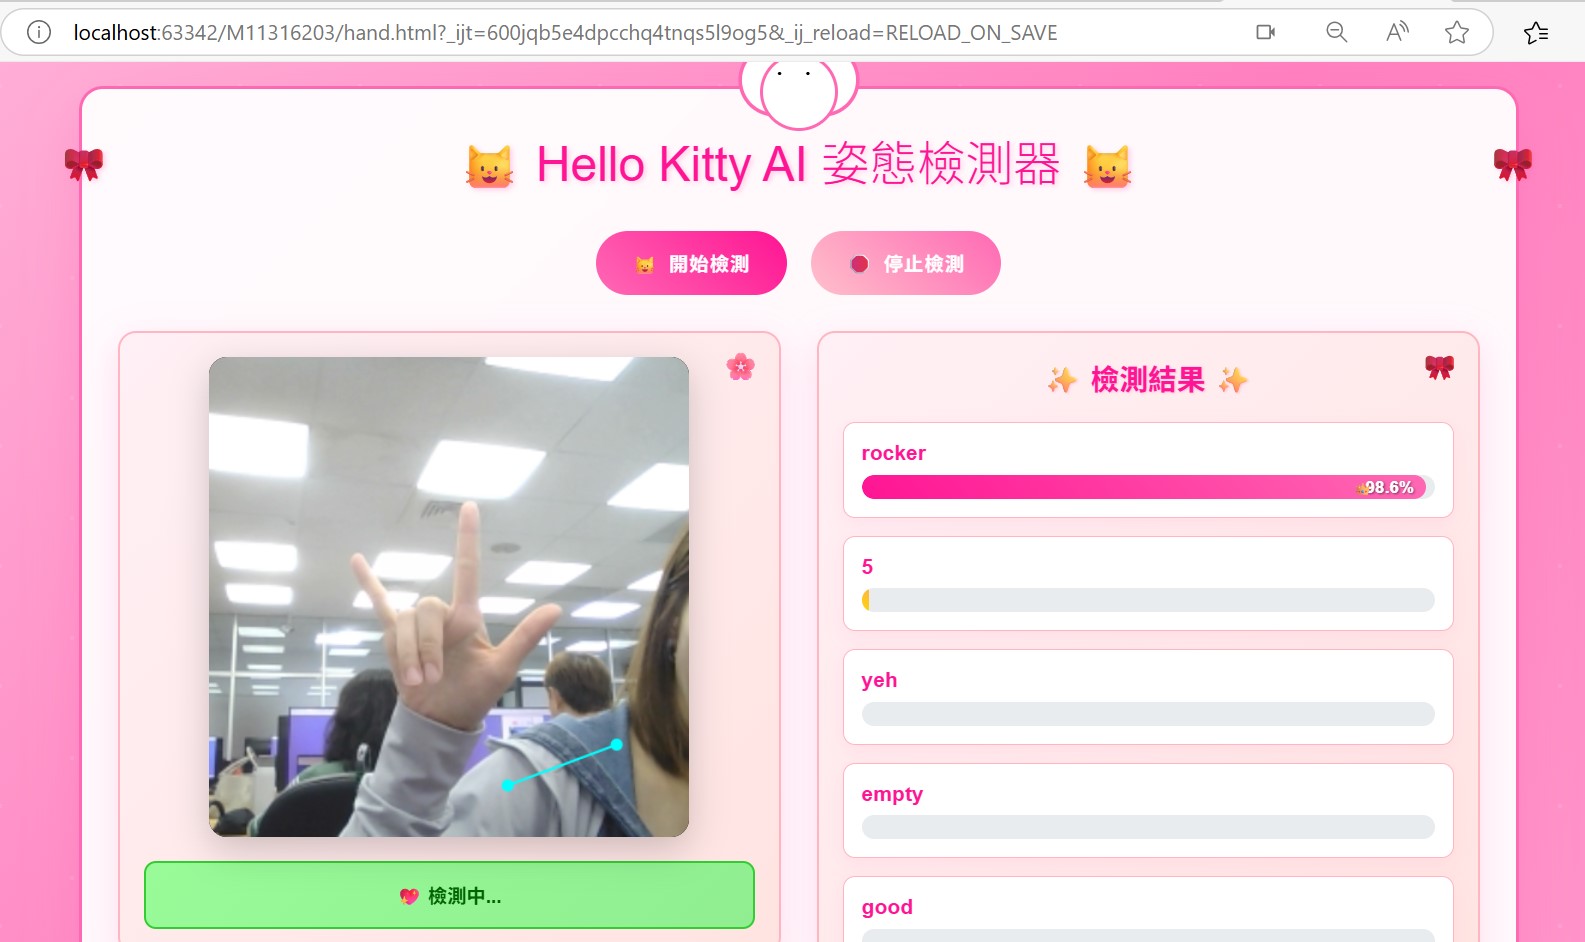 localhost:63342/M11316203/hand.html?_ijt=600jqb5e4dpcchq4tnqs5l9og5&_ij_reload=RELOAD_ON_SAVE
Hello Kitty AI 姿態檢測器
開始檢測
停止檢測
檢測中...
檢測結果
rocker
98.6%
5
yeh
empty
good